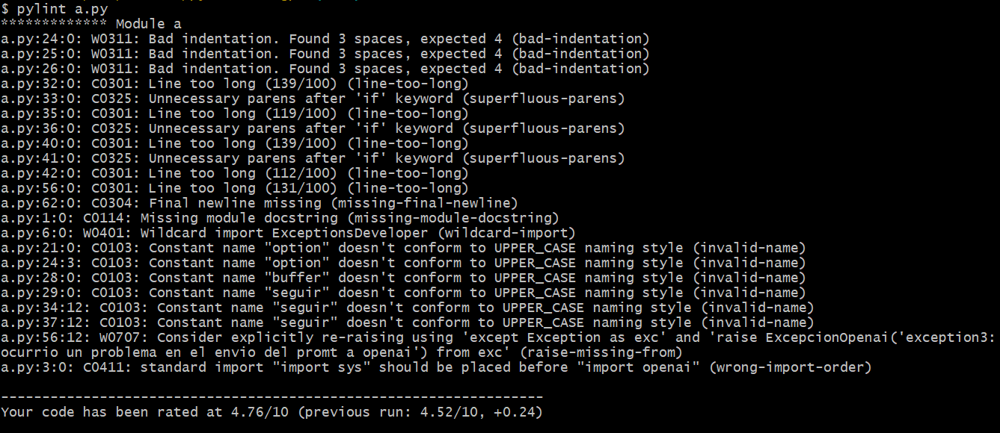 $ pylint a.py
************* Module a
a.py:24:0: W0311: Bad indentation. Found 3 spaces, expected 4 (bad-indentation)
a.py:25:0: W0311: Bad indentation. Found 3 spaces, expected 4 (bad-indentation)
a.py:26:0: W0311: Bad indentation. Found 3 spaces, expected 4 (bad-indentation)
a.py:32:0: C0301: Line too long (139/100) (line-too-long)
a.py:33:0: C0325: Unnecessary parens after 'if' keyword (superfluous-parens)
a.py:35:0: C0301: Line too long (119/100) (line-too-long)
a.py:36:0: C0325: Unnecessary parens after 'if' keyword (superfluous-parens)
a.py:40:0: C0301: Line too long (139/100) (line-too-long)
a.py:41:0: C0325: Unnecessary parens after 'if' keyword (superfluous-parens)
a.py:42:0: C0301: Line too long (112/100) (line-too-long)
a.py:56:0: C0301: Line too long (131/100) (line-too-long)
a.py:62:0: C0304: Final newline missing (missing-final-newline)
a.py:1:0: C0114: Missing module docstring (missing-module-docstring)
a.py:6:0: W0401: Wildcard import ExceptionsDeveloper (wildcard-import)
a.py:21:0: C0103: Constant name "option" doesn't conform to UPPER_CASE naming style (invalid-name)
a.py:24:3: C0103: Constant name "option" doesn't conform to UPPER_CASE naming style (invalid-name)
a.py:28:0: C0103: Constant name "buffer" doesn't conform to UPPER_CASE naming style (invalid-name)
a.py:29:0: C0103: Constant name "seguir" doesn't conform to UPPER_CASE naming style (invalid-name)
a.py:34:12: C0103: Constant name "seguir" doesn't conform to UPPER_CASE naming style (invalid-name)
a.py:37:12: C0103: Constant name "seguir" doesn't conform to UPPER_CASE naming style (invalid-name)
a.py:56:12: W0707: Consider explicitly re-raising using 'except Exception as exc' and 'raise ExcepcionOpenai('exception3:
ocurrio un problema en el envio del promt a openai') from exc' (raise-missing-from)
a.py:3:0: C0411: standard import "import sys" should be placed before "import openai" (wrong-import-order)
------------------------------------------------------------------
Your code has been rated at 4.76/10 (previous run: 4.52/10, +0.24)